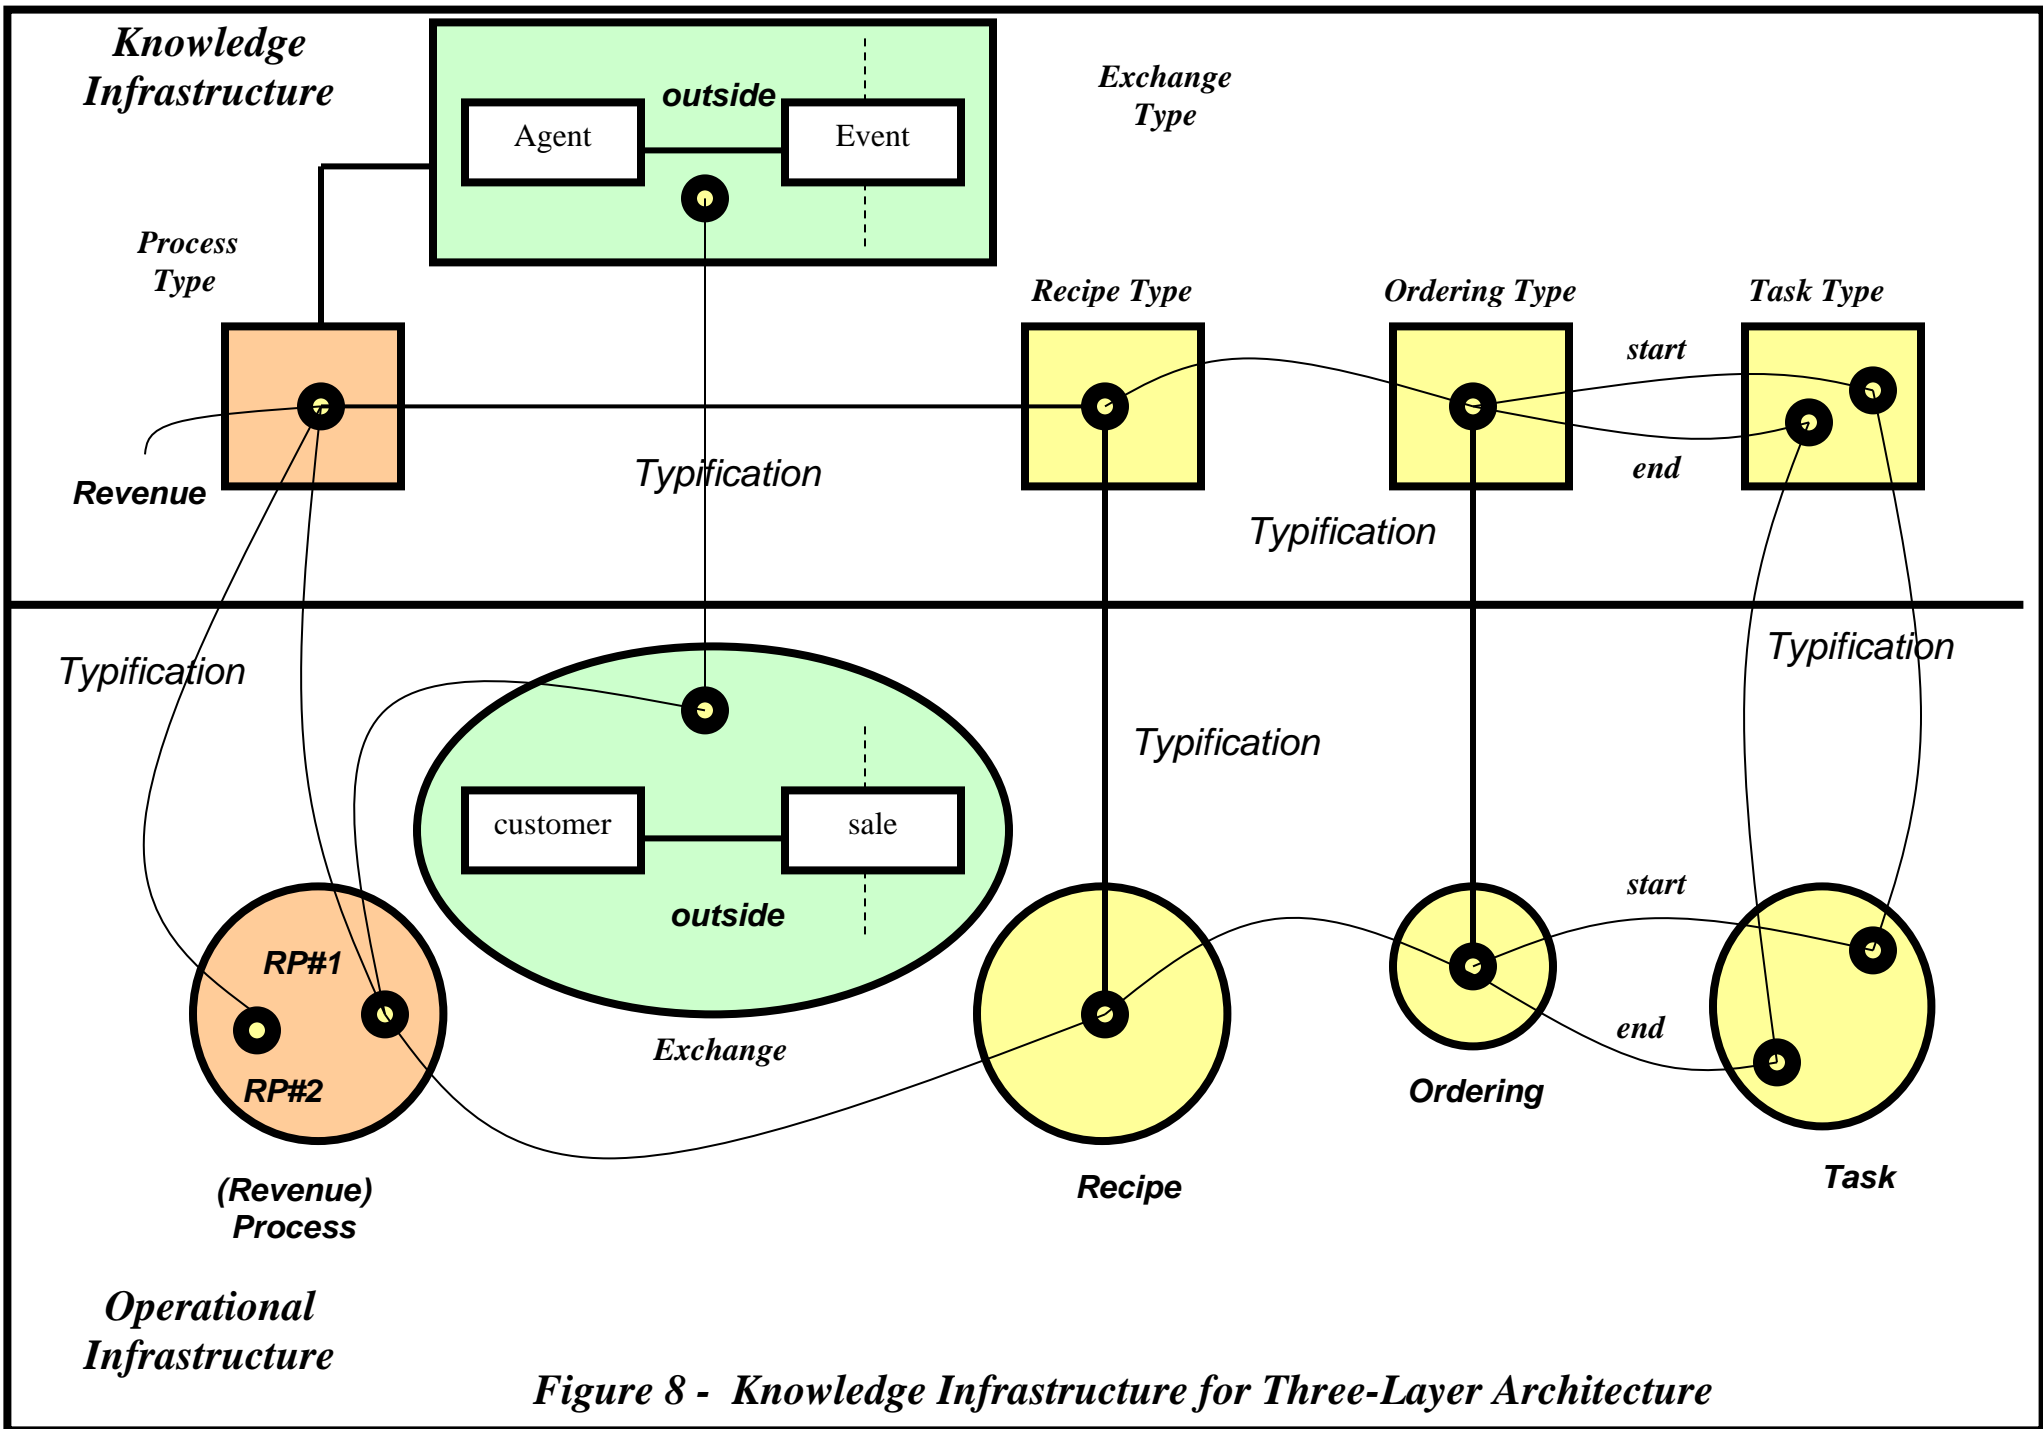 Knowledge
Infrastructure
outside
Agent
Event
Exchange
Type
Process
Type
Recipe Type
Ordering Type
Task Type
start
end
Revenue
Typification
Typification
Typification
Typification
Typification
customer
sale
outside
Exchange
RP#1
RP#2
start
end
Ordering
(Revenue)
Process
Recipe
Task
Operational
Infrastructure
Figure 8 - Knowledge Infrastructure for Three-Layer Architecture